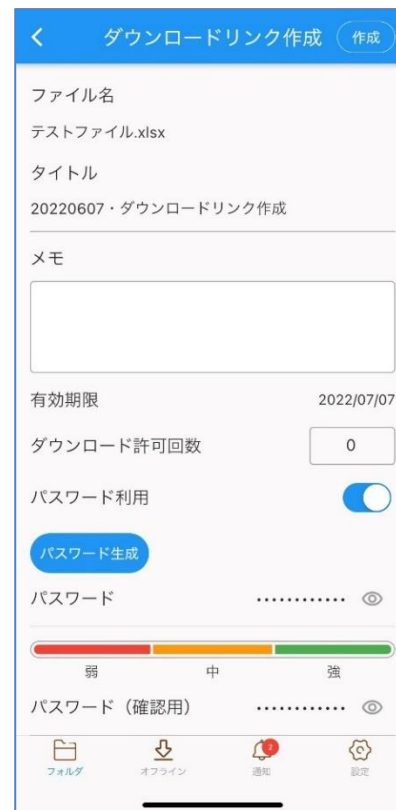 ダウンロードリンク作成 作成
ファイル名
テストファイル.xlsx
タイトル
20220607・ダウンロードリンク作成
メモ
有効期限 2022/07/07
ダウンロード許可回数 0
パスワード利用
パスワード生成
パスワード ････････････
弱 中 強
パスワード（確認用） ････････････
2
フォルダ オフライン 通知 設定